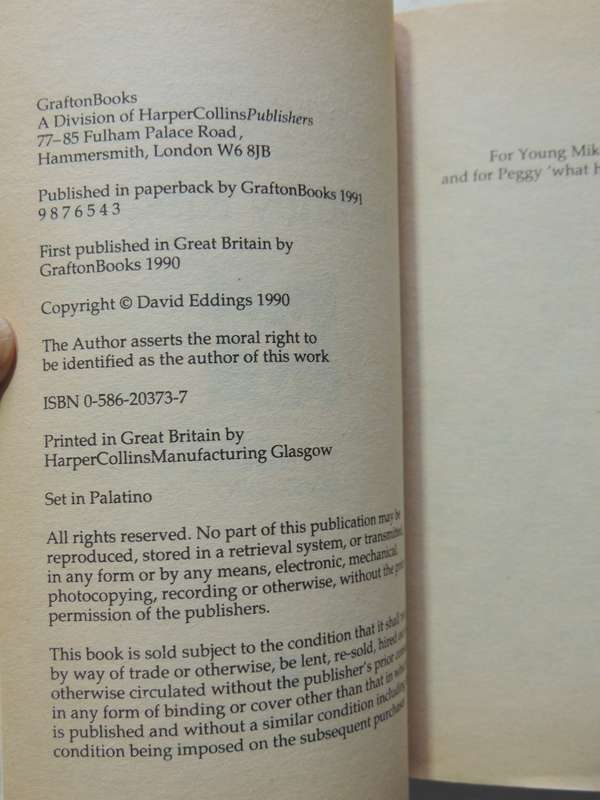 GraftonBooks
A Division of HarperCollinsPublishers
77–85 Fulham Palace Road,
Hammersmith, London W6 8JB
Published in paperback by GraftonBooks 1991
9 8 7 6 5 4 3
First published in Great Britain by
GraftonBooks 1990
Copyright © David Eddings 1990
The Author asserts the moral right to
be identified as the author of this work
ISBN 0-586-20373-7
Printed in Great Britain by
HarperCollinsManufacturing Glasgow
Set in Palatino
All rights reserved. No part of this publication may be
reproduced, stored in a retrieval system, or transmitted,
in any form or by any means, electronic, mechanical,
photocopying, recording or otherwise, without the prior
permission of the publishers.
This book is sold subject to the condition that it shall
by way of trade or otherwise, be lent, re-sold, hired
otherwise circulated without the publisher's prior
in any form of binding or cover other than that in
is published and without a similar condition including
condition being imposed on the subsequent purchaser
For Young Mik
and for Peggy 'what